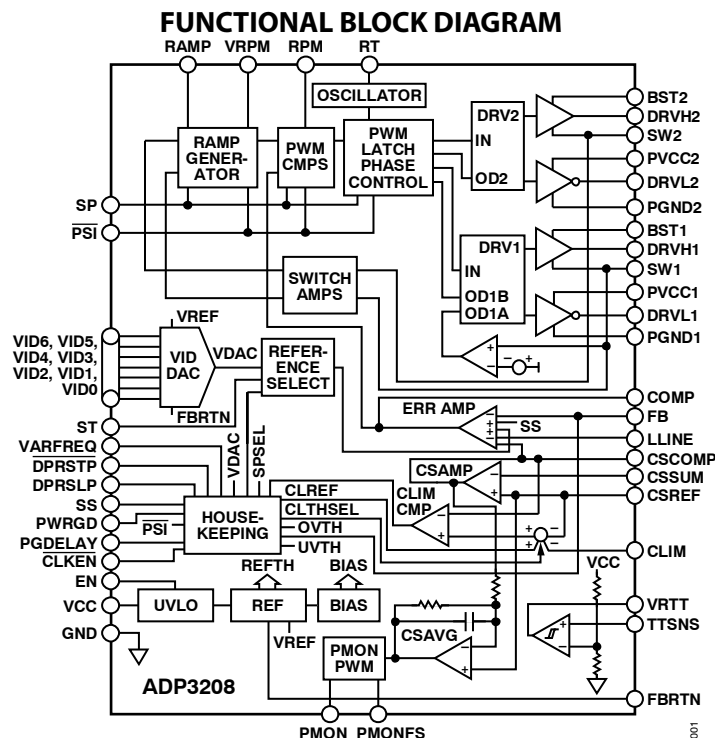 FUNCTIONAL BLOCK DIAGRAM
RAMP VRPM RPM RT
OSCILLATOR
RAMP
GENER-
ATOR
PWM
CMPS
PWM
LATCH
PHASE
CONTROL
DRV2
IN
OD2
BST2
DRVH2
SW2
PVCC2
DRVL2
PGND2
SP
PSI
SWITCH
AMPS
DRV1
IN
OD1B
OD1A
BST1
DRVH1
SW1
PVCC1
DRVL1
PGND1
+
–
– +
VREF
VID6, VID5,
VID4, VID3,
VID2, VID1,
VID0
VID
DAC
VDAC
FBRTN
REFER-
ENCE
SELECT
ERR AMP
–
+
+
–
SS
COMP
FB
LLINE
CSCOMP
CSSUM
CSREF
CLIM
ST
VARFREQ
DPRSTP
DPRSLP
SS
PWRGD
PGDELAY
CLKEN
EN
VCC
GND
VDAC
SPSEL
PSI
HOUSE-
KEEPING
CLREF
CLTHSEL
OVTH
UVTH
CSAMP
–
+
CLIM
CMP
–
+
+ –
+ –
REFTH
BIAS
UVLO
REF
BIAS
VREF
CSAVG
–
+
PMON
PWM
VCC
+
–
VRTT
TTSNS
FBRTN
ADP3208
PMON PMONFS
001